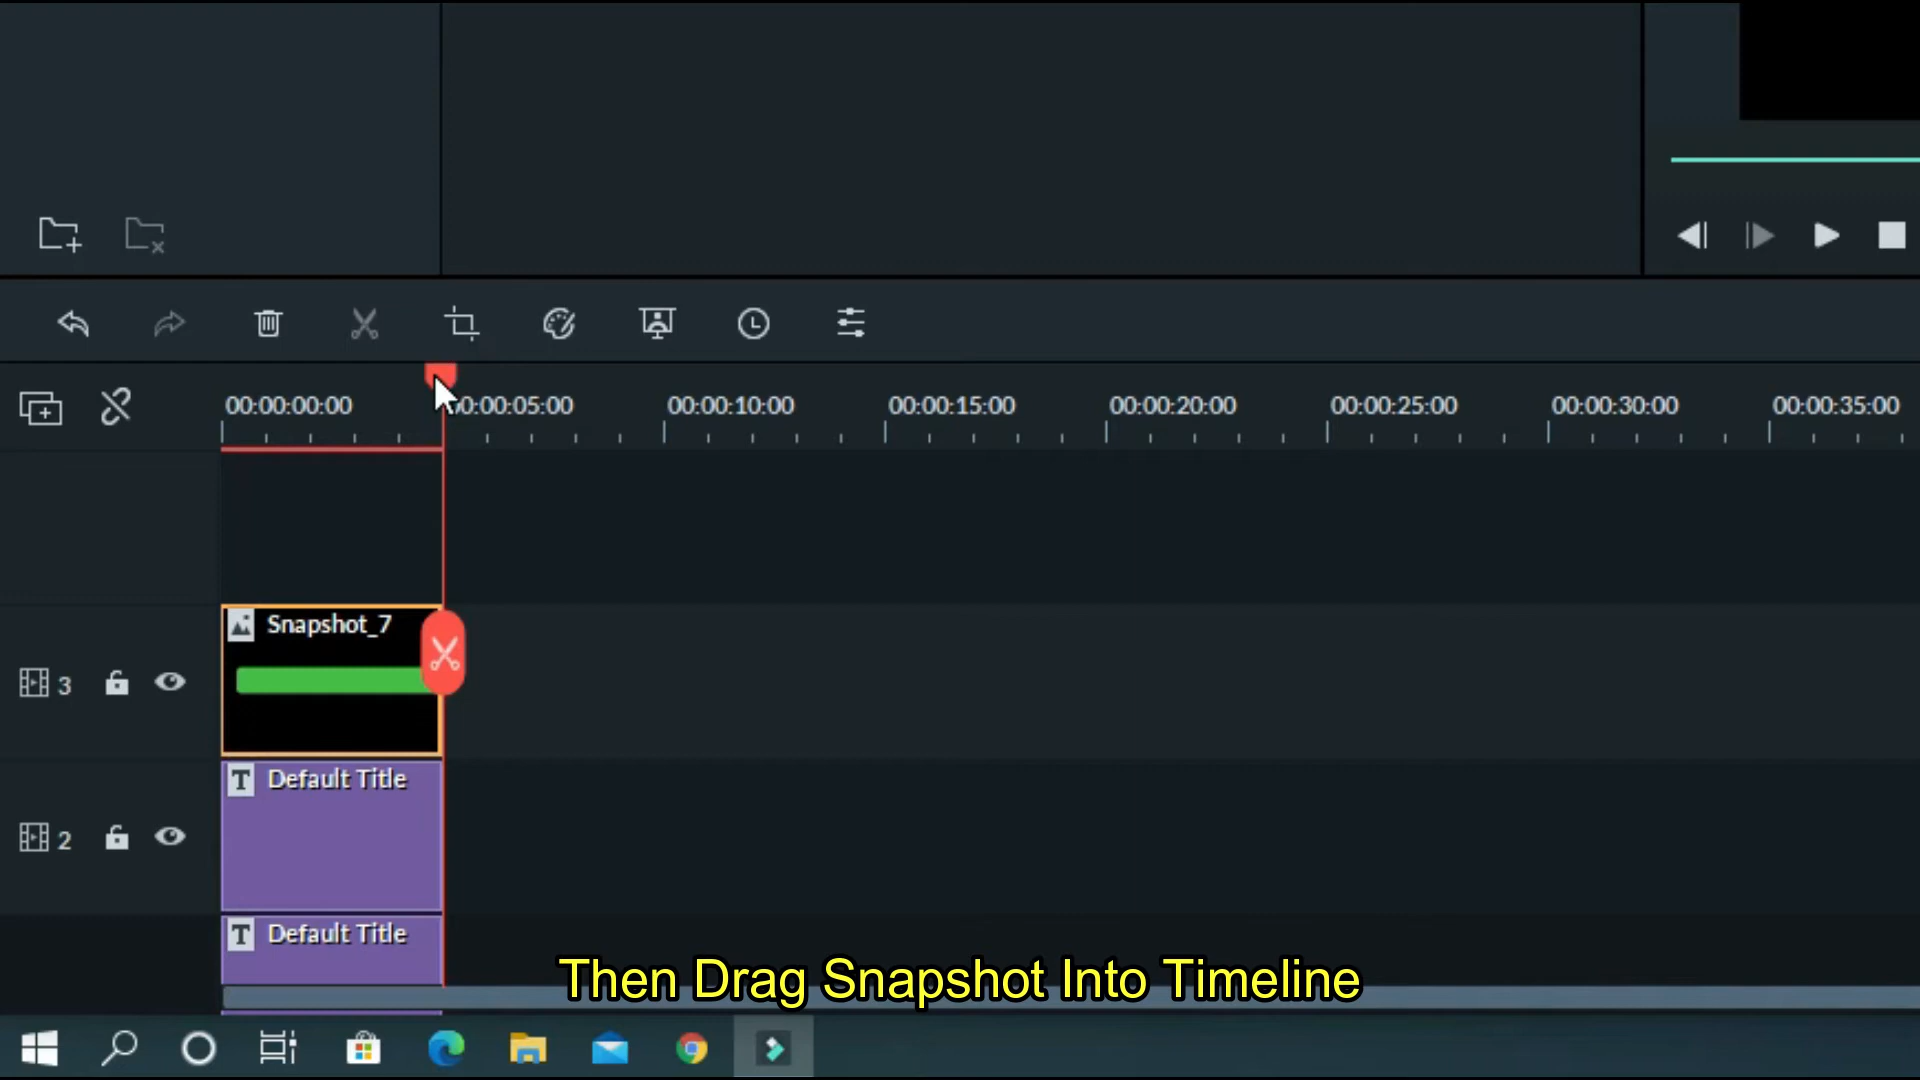 00:00:00:00
00:00:05:00
00:00:10:00
00:00:15:00
00:00:20:00
00:00:25:00
00:00:30:00
00:00:35:00
Snapshot_7
3
Default Title
2
Default Title
Then Drag Snapshot Into Timeline